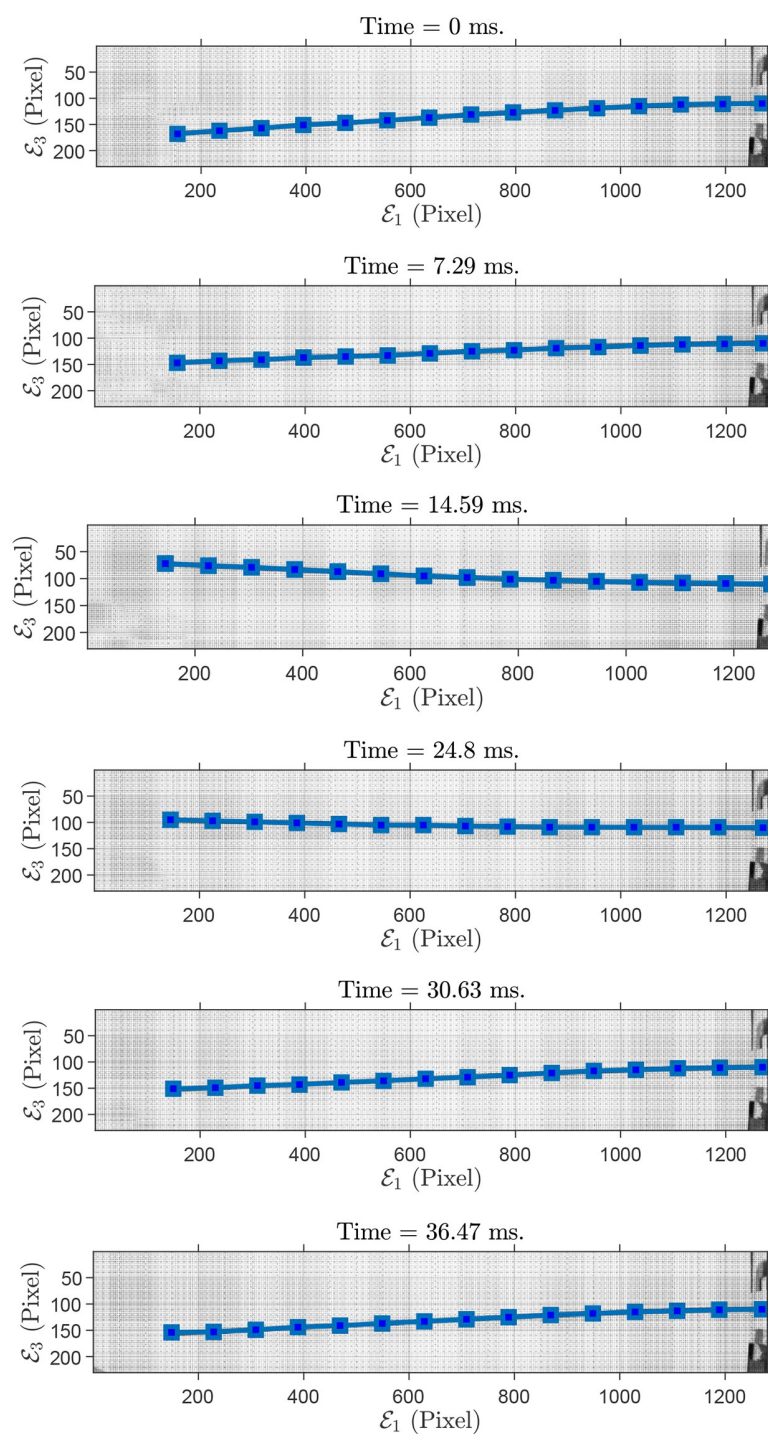 Time = 0 ms.
50
100
150
200
ℰ3 (Pixel)
200 400 600 800 1000 1200
ℰ1 (Pixel)
Time = 7.29 ms.
50
100
150
200
ℰ3 (Pixel)
200 400 600 800 1000 1200
ℰ1 (Pixel)
Time = 14.59 ms.
50
100
150
200
ℰ3 (Pixel)
200 400 600 800 1000 1200
ℰ1 (Pixel)
Time = 24.8 ms.
50
100
150
200
ℰ3 (Pixel)
200 400 600 800 1000 1200
ℰ1 (Pixel)
Time = 30.63 ms.
50
100
150
200
ℰ3 (Pixel)
200 400 600 800 1000 1200
ℰ1 (Pixel)
Time = 36.47 ms.
50
100
150
200
ℰ3 (Pixel)
200 400 600 800 1000 1200
ℰ1 (Pixel)